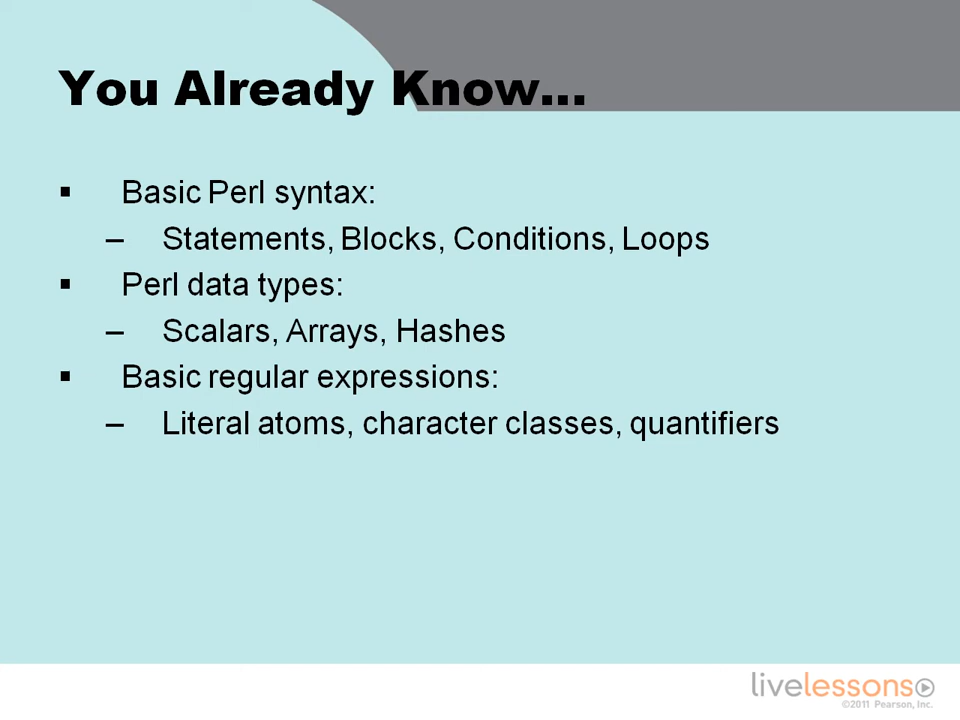 You Already Know...
▪ Basic Perl syntax:
– Statements, Blocks, Conditions, Loops
▪ Perl data types:
– Scalars, Arrays, Hashes
▪ Basic regular expressions:
– Literal atoms, character classes, quantifiers
livelessons
©2011 Pearson, Inc.